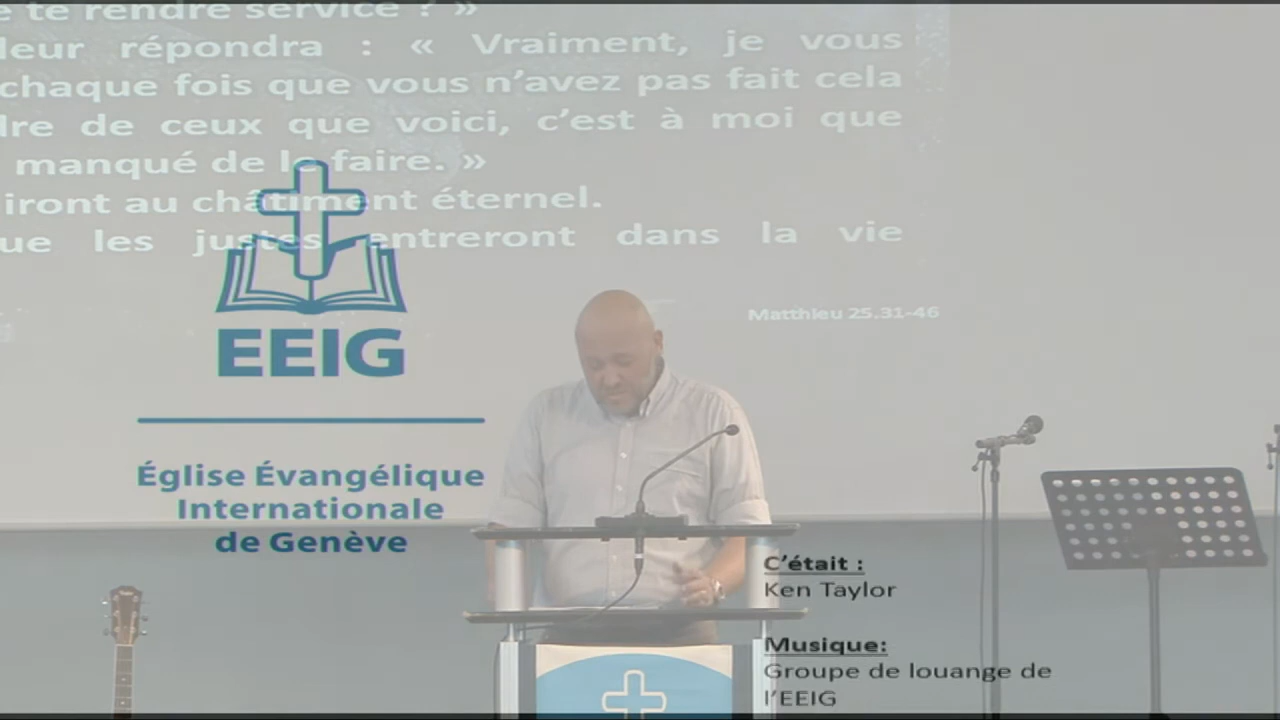 e te rendre service ? »
leur répondra : « Vraiment, je vous
chaque fois que vous n'avez pas fait cela
dre de ceux que voici, c'est à moi que
manqué de le faire. »
iront au châtiment éternel.
ue les justes entreront dans la vie
Matthieu 25.31-46
EEIG
Église Évangélique
Internationale
de Genève
C'était :
Ken Taylor
Musique:
Groupe de louange de
l'EEIG